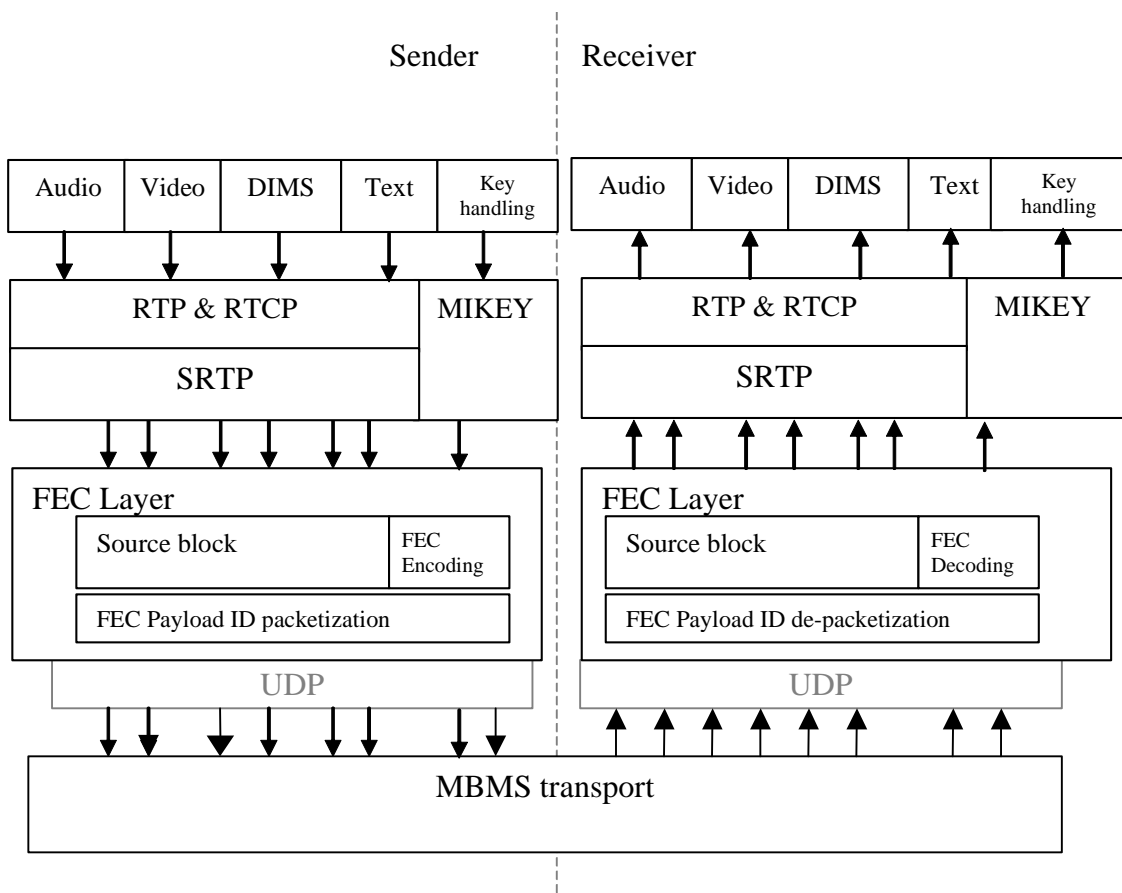 Sender Receiver
Audio Video DIMS Text Key handling Audio Video DIMS Text Key handling
RTP & RTCP MIKEY RTP & RTCP MIKEY
SRTP SRTP
FEC Layer FEC Layer
Source block FEC Encoding Source block FEC Decoding
FEC Payload ID packetization FEC Payload ID de-packetization
UDP UDP
MBMS transport